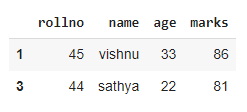 rollno name age marks
1 45 vishnu 33 86
3 44 sathya 22 81